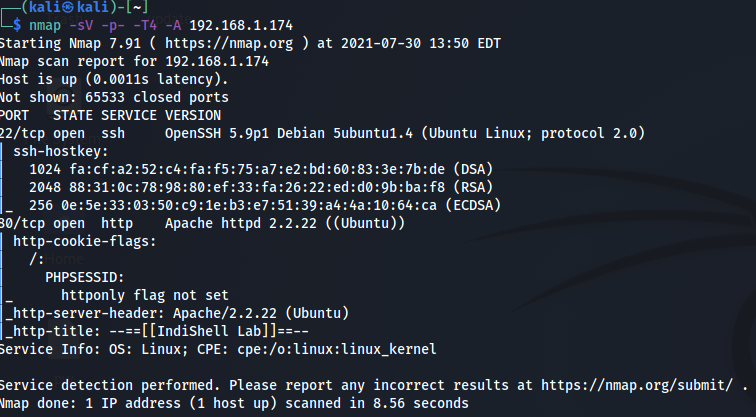 (kali㉿kali)-[~]
$ nmap -sV -p- -T4 -A 192.168.1.174
Starting Nmap 7.91 ( https://nmap.org ) at 2021-07-30 13:50 EDT
Nmap scan report for 192.168.1.174
Host is up (0.0011s latency).
Not shown: 65533 closed ports
PORT   STATE SERVICE VERSION
22/tcp open  ssh     OpenSSH 5.9p1 Debian 5ubuntu1.4 (Ubuntu Linux; protocol 2.0)
| ssh-hostkey:
|   1024 fa:cf:a2:52:c4:fa:f5:75:a7:e2:bd:60:83:3e:7b:de (DSA)
|   2048 88:31:0c:78:98:80:ef:33:fa:26:22:ed:d0:9b:ba:f8 (RSA)
|_  256 0e:5e:33:03:50:c9:1e:b3:e7:51:39:a4:4a:10:64:ca (ECDSA)
80/tcp open  http    Apache httpd 2.2.22 ((Ubuntu))
| http-cookie-flags:
|   /:
|     PHPSESSID:
|_      httponly flag not set
|_http-server-header: Apache/2.2.22 (Ubuntu)
|_http-title: --==[[IndiShell Lab]]==--
Service Info: OS: Linux; CPE: cpe:/o:linux:linux_kernel
Service detection performed. Please report any incorrect results at https://nmap.org/submit/ .
Nmap done: 1 IP address (1 host up) scanned in 8.56 seconds